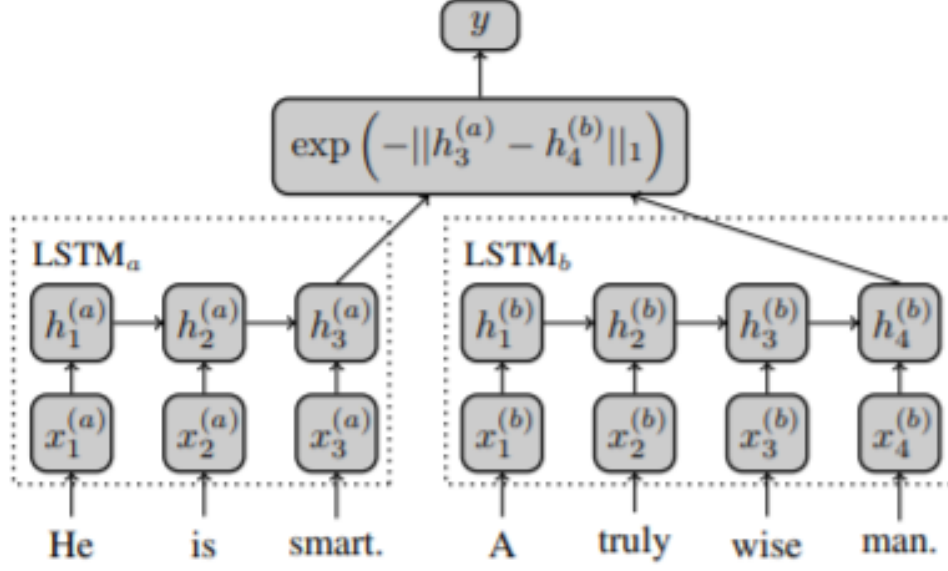 y
exp (−||h₃⁽ᵃ⁾ − h₄⁽ᵇ⁾||₁)
LSTMₐ LSTM_b
h₁⁽ᵃ⁾ h₂⁽ᵃ⁾ h₃⁽ᵃ⁾ h₁⁽ᵇ⁾ h₂⁽ᵇ⁾ h₃⁽ᵇ⁾ h₄⁽ᵇ⁾
x₁⁽ᵃ⁾ x₂⁽ᵃ⁾ x₃⁽ᵃ⁾ x₁⁽ᵇ⁾ x₂⁽ᵇ⁾ x₃⁽ᵇ⁾ x₄⁽ᵇ⁾
He is smart. A truly wise man.